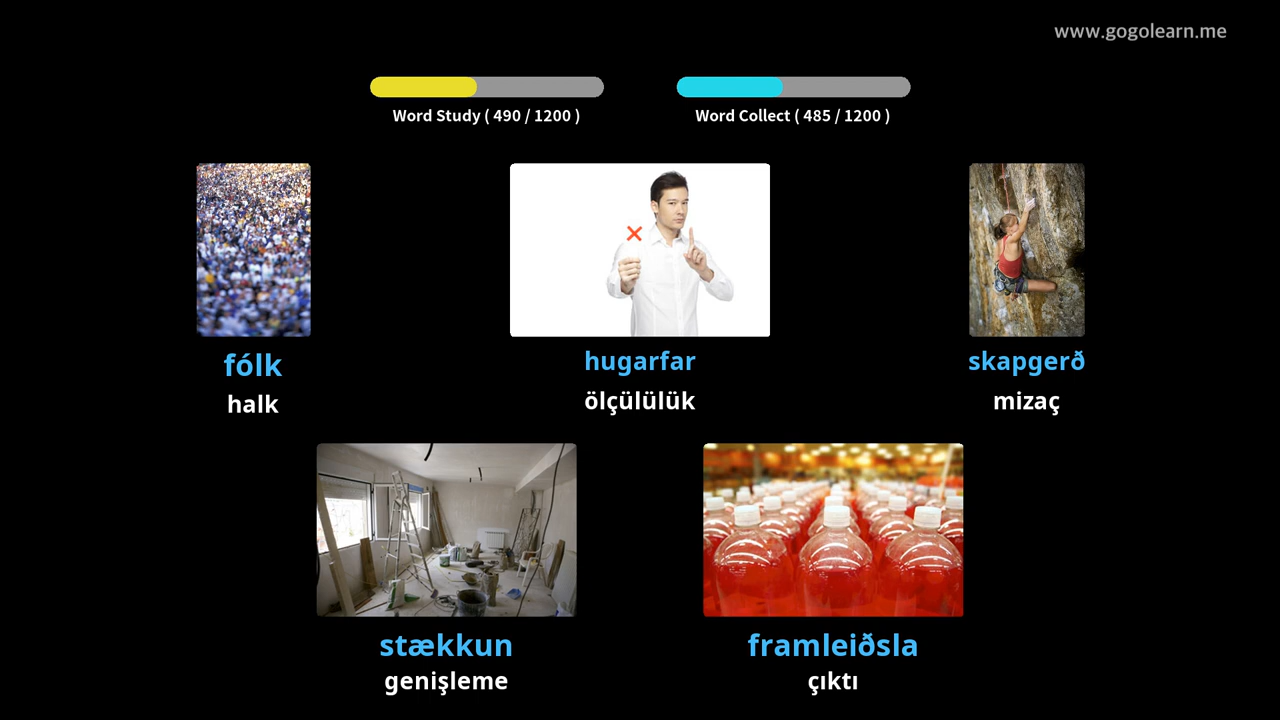 www.gogolearn.me
Word Study ( 490 / 1200 )
Word Collect ( 485 / 1200 )
fólk
halk
hugarfar
ölçülülük
skapgerð
mizaç
stækkun
genişleme
framleiðsla
çıktı